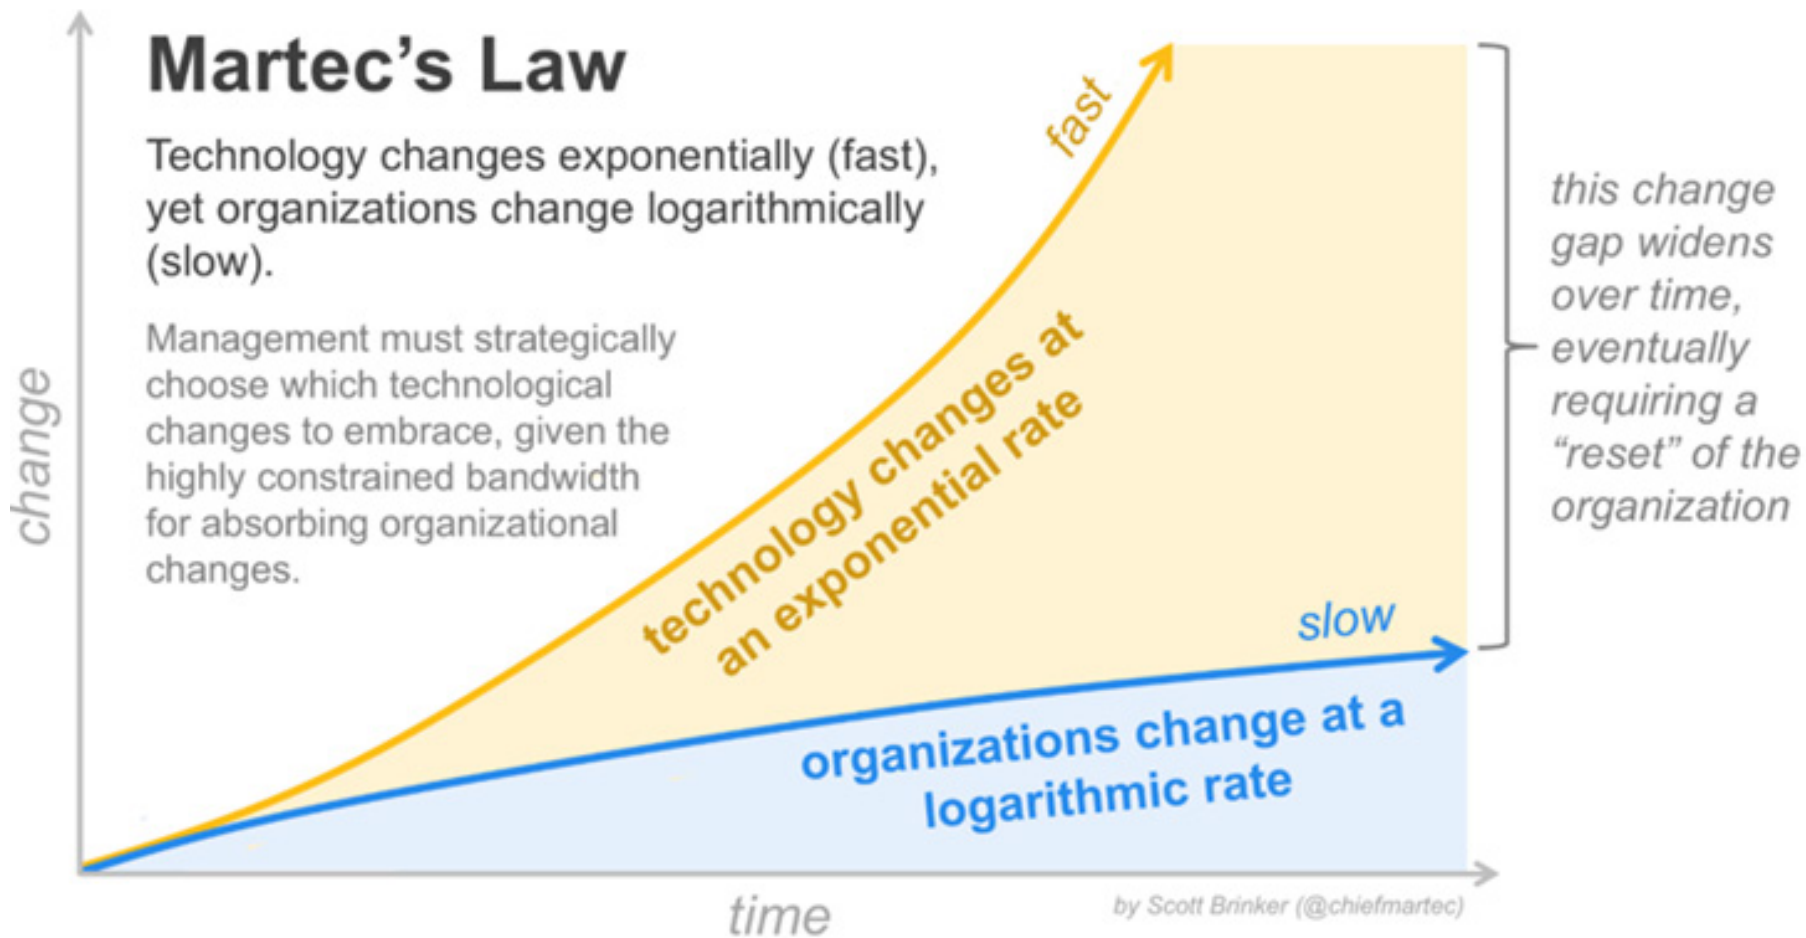 Martec’s Law
Technology changes exponentially (fast),
yet organizations change logarithmically
(slow).
Management must strategically
choose which technological
changes to embrace, given the
highly constrained bandwidth
for absorbing organizational
changes.
change
fast
technology changes at
an exponential rate
slow
organizations change at a
logarithmic rate
this change
gap widens
over time,
eventually
requiring a
“reset” of the
organization
time
by Scott Brinker (@chiefmartec)